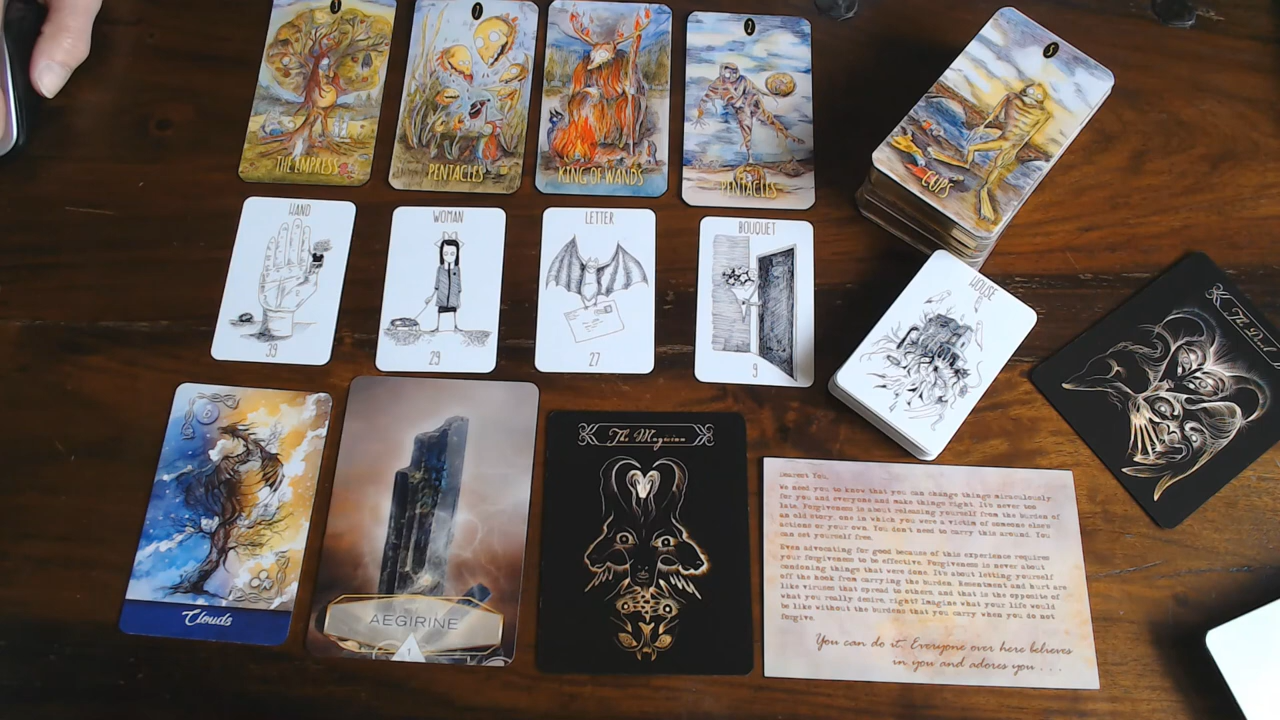 3
THE EMPRESS
7
PENTACLES
KING OF WANDS
2
PENTACLES
5
CUPS
HAND
39
WOMAN
29
LETTER
27
BOUQUET
9
HOUSE
The Devil
6
Clouds
AEGIRINE
1
The Magician
Dearest You,
We need you to know that you can change things miraculously
for you and everyone and make things right. It's never too
late. Forgiveness is about releasing yourself from the burden of
an old story, one in which you were a victim of someone elses'
actions or your own. You don't need to carry this around. You
can set yourself free.
Even advocating for good because of this experience requires
your forgiveness to be effective. Forgiveness is never about
condoning things that were done. It's about letting yourself
off the hook from carrying the burden. Resentment and hurt are
like viruses that spread to others, and that is the opposite of
what you really desire, right? Imagine what your life would
be like without the burdens that you carry when you do not
forgive.
You can do it. Everyone over here believes
in you and adores you . . .